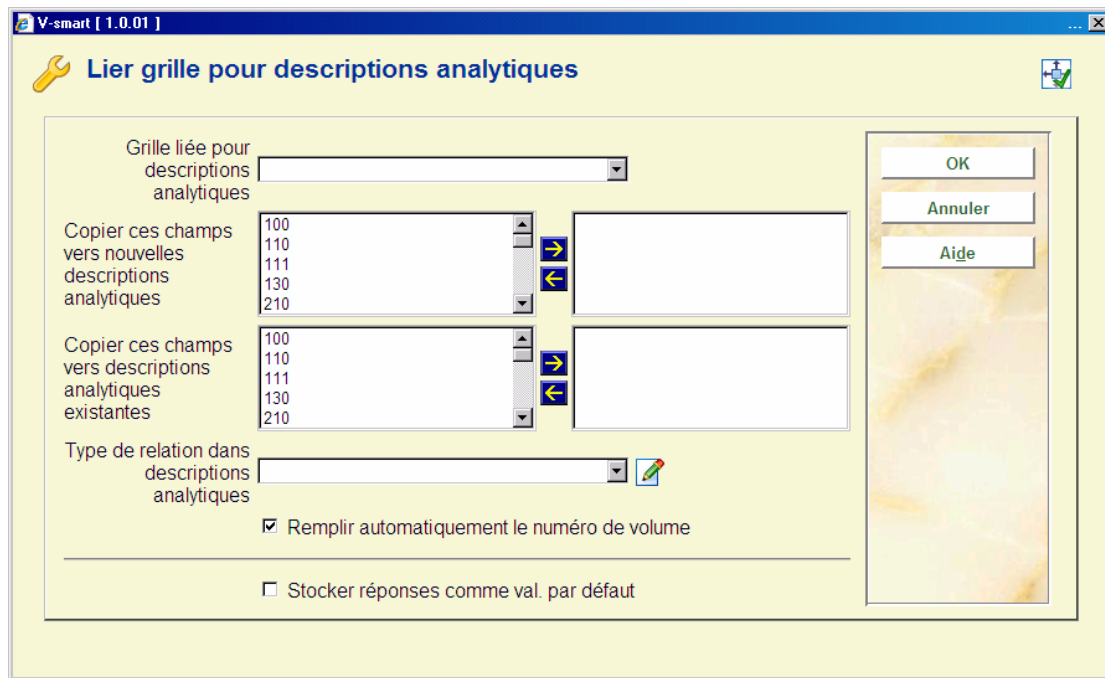 V-smart [ 1.0.01 ]
...
Lier grille pour descriptions analytiques
Grille liée pour
descriptions
analytiques
Copier ces champs
vers nouvelles
descriptions
analytiques
100
110
111
130
210
Copier ces champs
vers descriptions
analytiques
existantes
100
110
111
130
210
Type de relation dans
descriptions
analytiques
Remplir automatiquement le numéro de volume
Stocker réponses comme val. par défaut
OK
Annuler
Aide